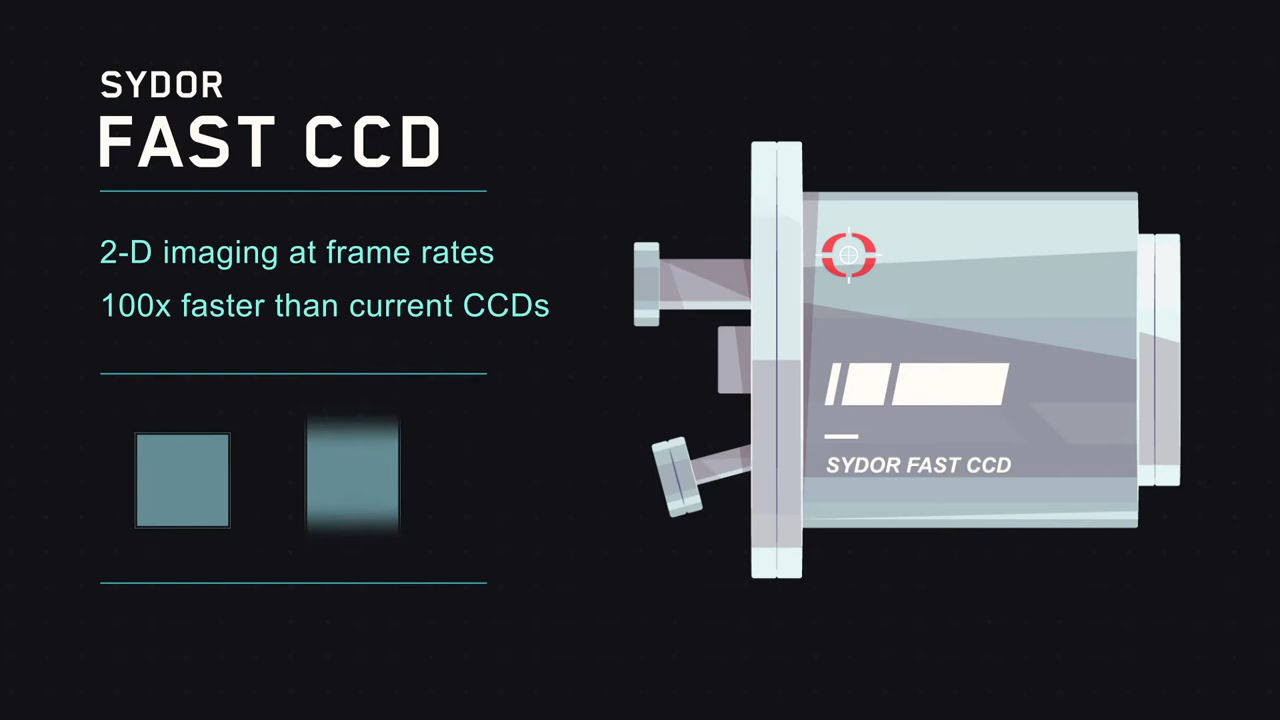 SYDOR
FAST CCD
2-D imaging at frame rates
100x faster than current CCDs
SYDOR FAST CCD